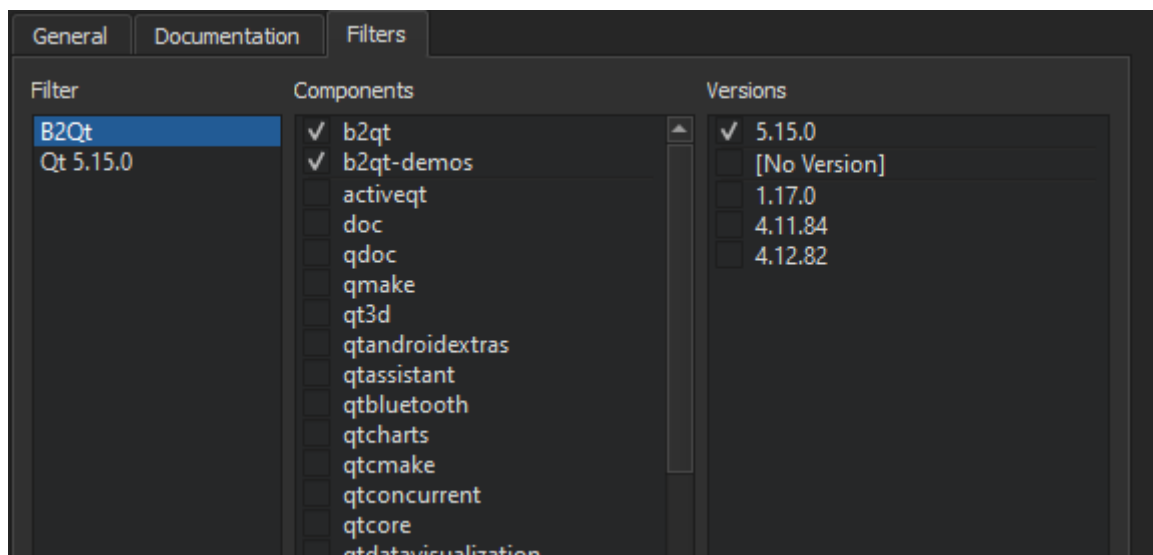 General
Documentation
Filters
Filter
Components
Versions
B2Qt
Qt 5.15.0
b2qt
b2qt-demos
activeqt
doc
qdoc
qmake
qt3d
qtandroidextras
qtassistant
qtbluetooth
qtcharts
qtcmake
qtconcurrent
qtcore
qtdatavisualization
5.15.0
[No Version]
1.17.0
4.11.84
4.12.82